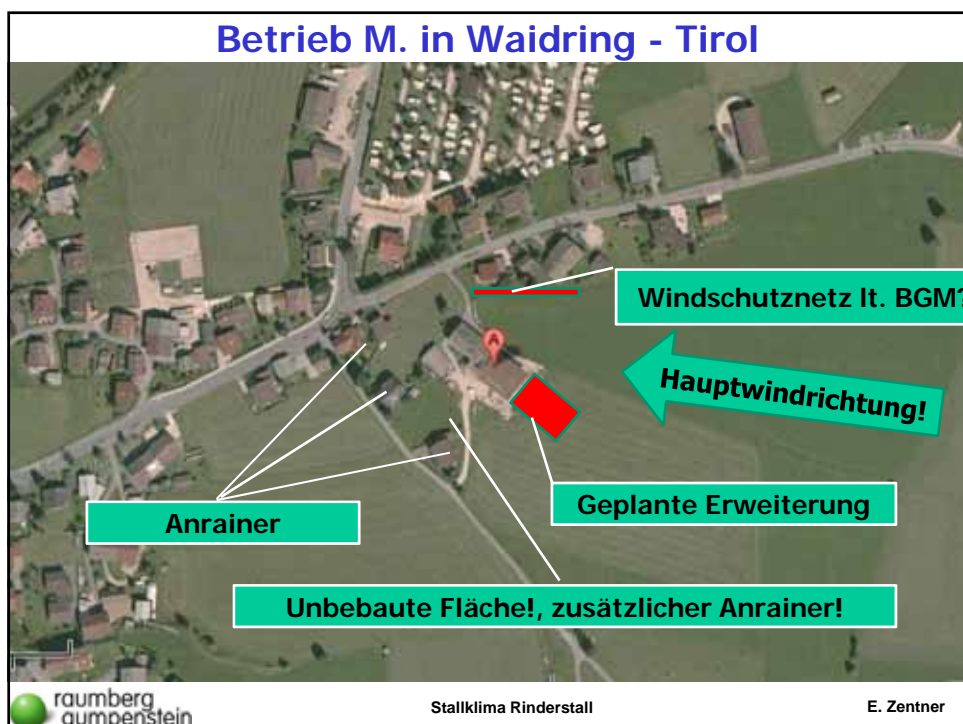 Betrieb M. in Waidring - Tirol
A
Windschutznetz lt. BGM?
Hauptwindrichtung!
Geplante Erweiterung
Anrainer
Unbebaute Fläche!, zusätzlicher Anrainer!
raumberg
gumpenstein
Stallklima Rinderstall
E. Zentner